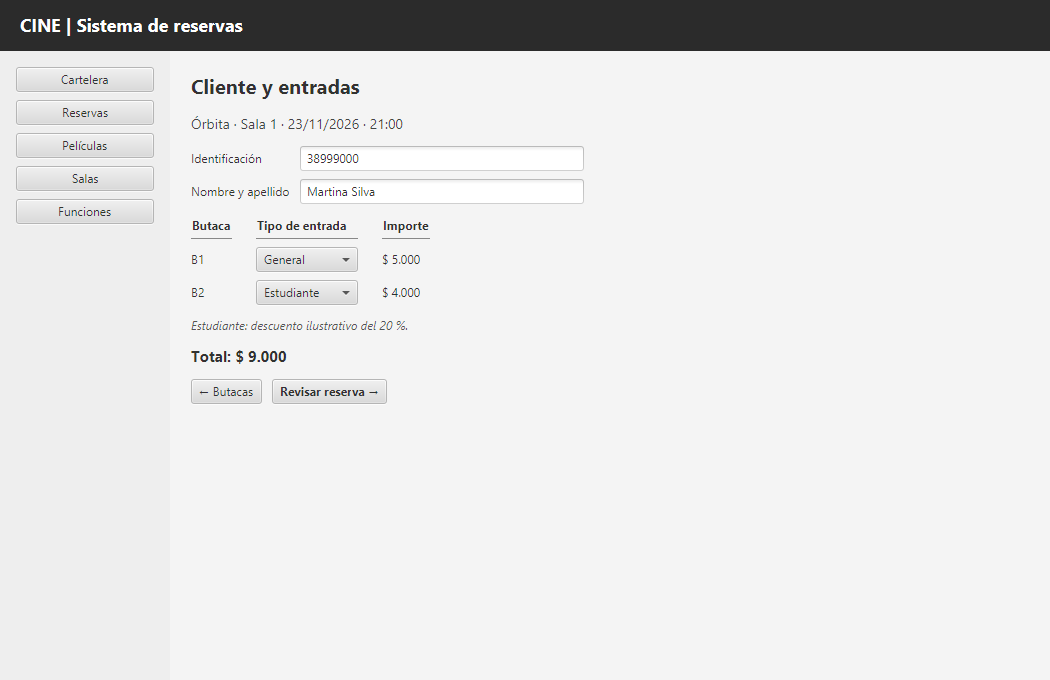 CINE | Sistema de reservas
Cartelera
Reservas
Películas
Salas
Funciones
Cliente y entradas
Órbita · Sala 1 · 23/11/2026 · 21:00
Identificación 38999000
Nombre y apellido Martina Silva
Butaca Tipo de entrada Importe
B1 General $ 5.000
B2 Estudiante $ 4.000
Estudiante: descuento ilustrativo del 20 %.
Total: $ 9.000
← Butacas Revisar reserva →